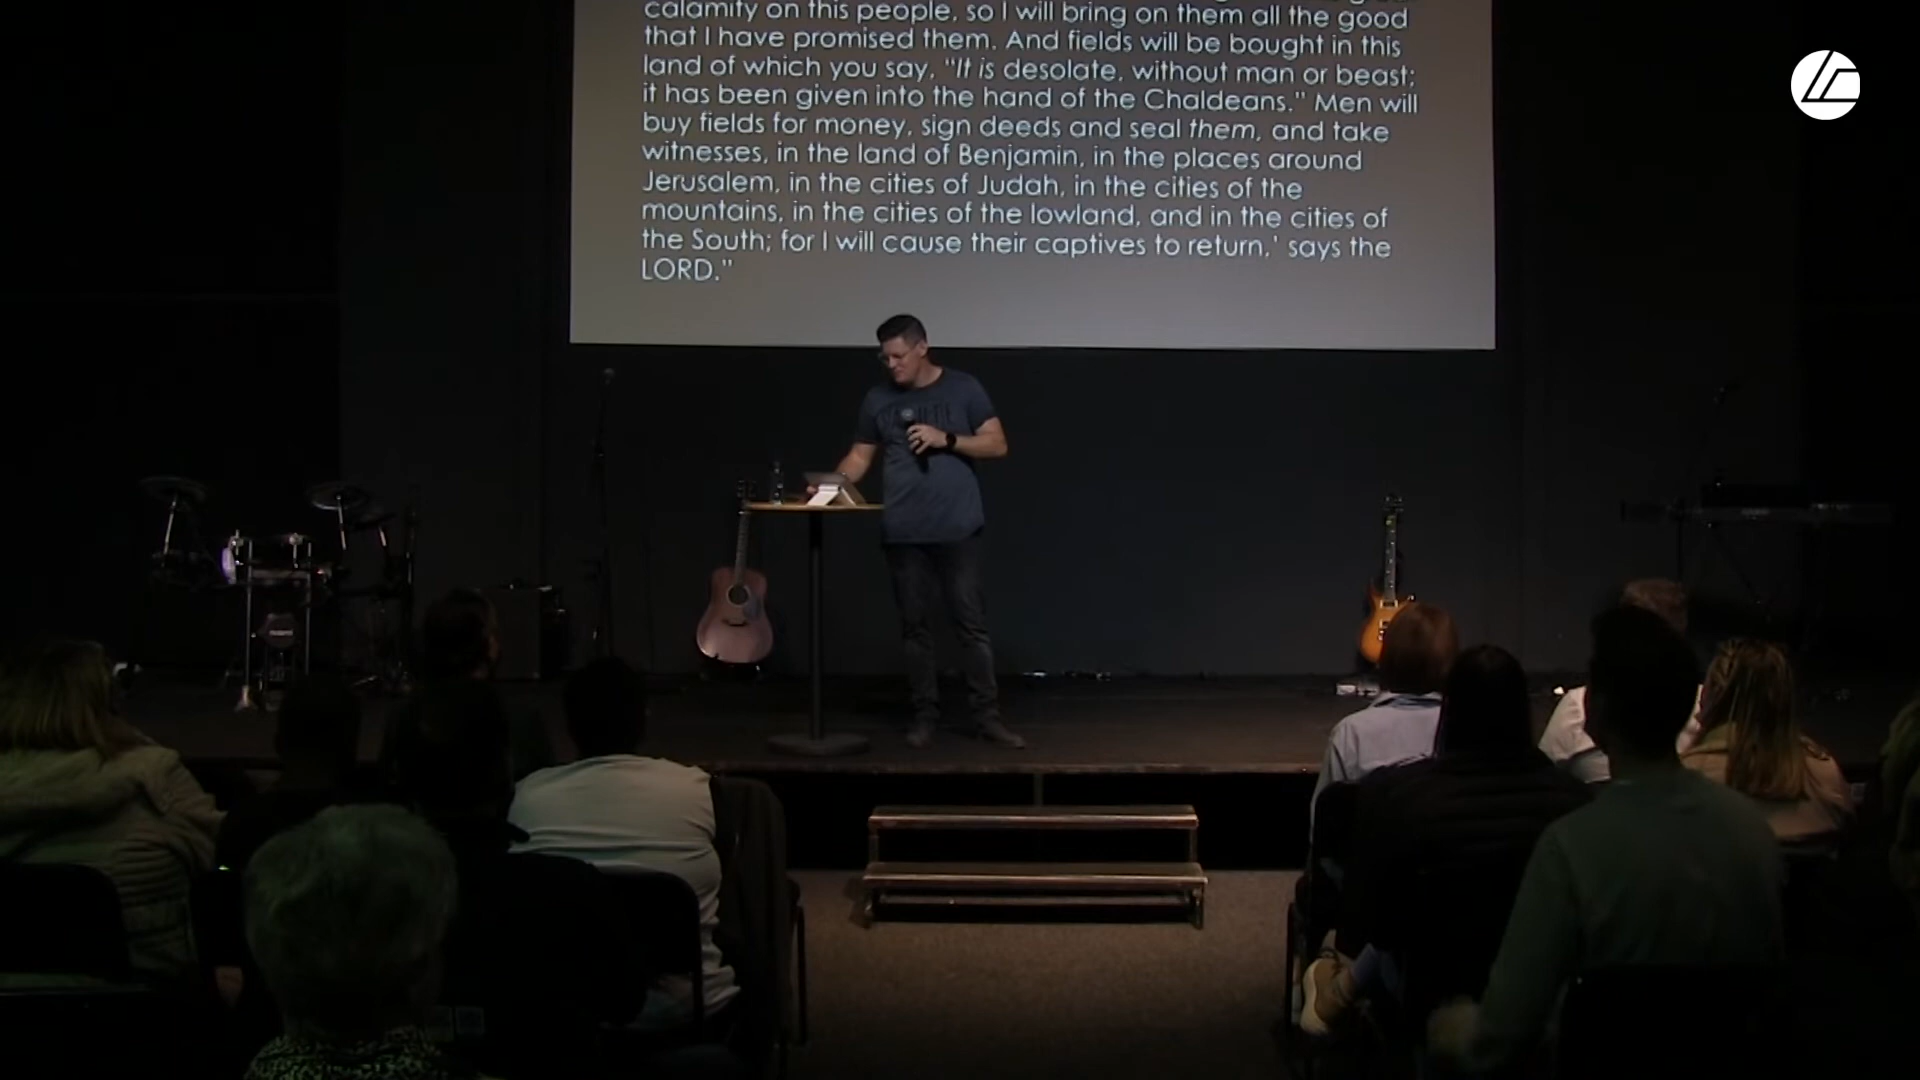 calamity on this people, so I will bring on them all the good
that I have promised them. And fields will be bought in this
land of which you say, "It is desolate, without man or beast;
it has been given into the hand of the Chaldeans." Men will
buy fields for money, sign deeds and seal them, and take
witnesses, in the land of Benjamin, in the places around
Jerusalem, in the cities of Judah, in the cities of the
mountains, in the cities of the lowland, and in the cities of
the South; for I will cause their captives to return,' says the
LORD."